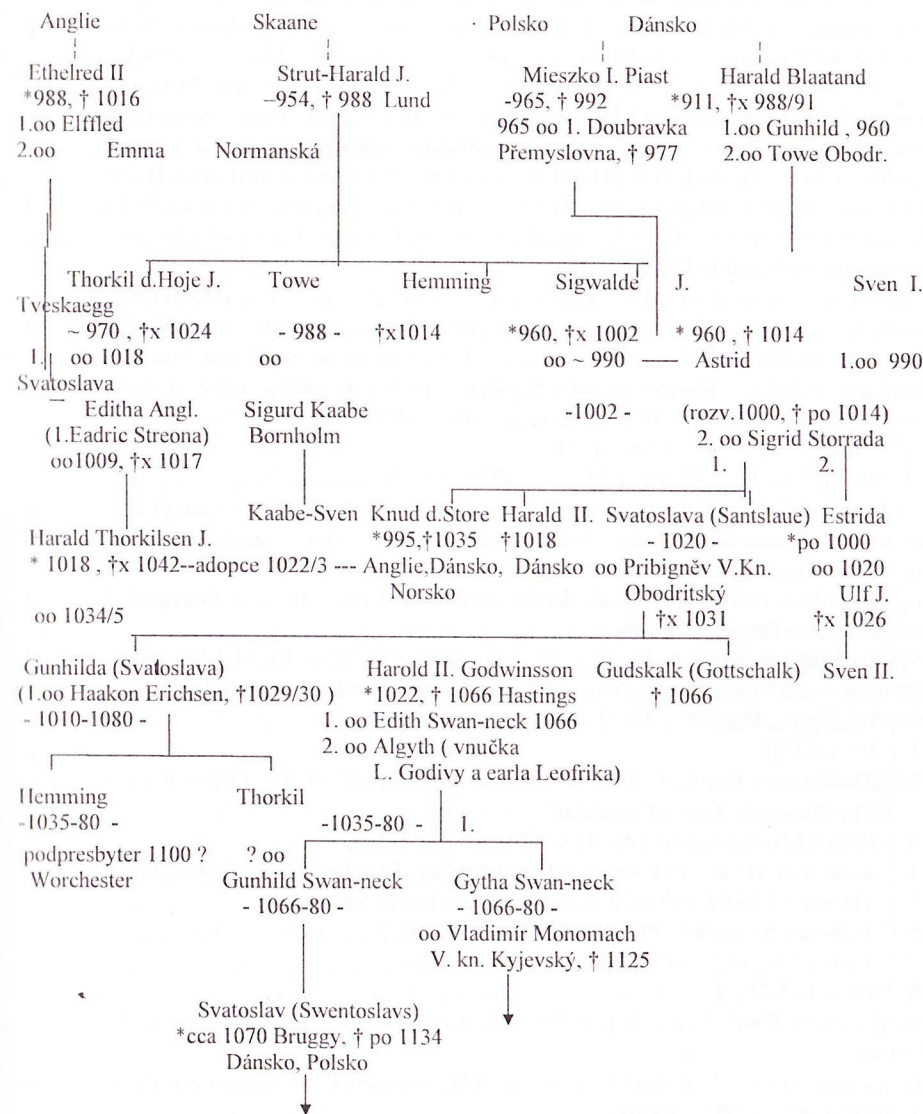 Anglie Skaane Polsko Dánsko
Ethelred II Strut-Harald J. Mieszko I. Piast Harald Blaatand
*988, † 1016 --954, † 988 Lund -965, † 992 *911, †x 988/91
1.oo Elffled 965 oo 1. Doubravka 1.oo Gunhild , 960
2.oo Emma Normanská Přemyslovna, † 977 2.oo Towe Obodr.
Thorkil d.Hoje J. Towe Hemming Sigwalde J. Sven I.
Tveskaegg
~ 970 , †x 1024 - 988 - †x1014 *960, †x 1002 * 960 , † 1014
1. oo 1018 oo oo ~ 990 — Astrid 1.oo 990
Svatoslava
Editha Angl. Sigurd Kaabe -1002 - (rozv.1000, † po 1014)
(1.Eadric Streona) Bornholm 2. oo Sigrid Storrada
oo1009, †x 1017 1. 2.
Kaabe-Sven Knud d.Store Harald II. Svatoslava (Santslaue) Estrida
Harald Thorkilsen J. *995,†1035 †1018 - 1020 - *po 1000
* 1018 , †x 1042--adopce 1022/3 --- Anglie,Dánsko, Dánsko oo Pribigněv V.Kn. oo 1020
Norsko Obodritský Ulf J.
oo 1034/5 †x 1031 †x 1026
Gunhilda (Svatoslava) Harold II. Godwinsson Gudskalk (Gottschalk) Sven II.
(1.oo Haakon Erichsen, †1029/30 ) *1022, † 1066 Hastings † 1066
- 1010-1080 - 1. oo Edith Swan-neck 1066
2. oo Algyth ( vnučka
L. Godivy a earla Leofrika)
Hemming Thorkil
-1035-80 - -1035-80 - 1.
podpresbyter 1100 ? ? oo
Worchester Gunhild Swan-neck Gytha Swan-neck
- 1066-80 - - 1066-80 -
oo Vladimír Monomach
V. kn. Kyjevský, † 1125
Svatoslav (Swentoslavs)
*cca 1070 Bruggy. † po 1134
Dánsko, Polsko